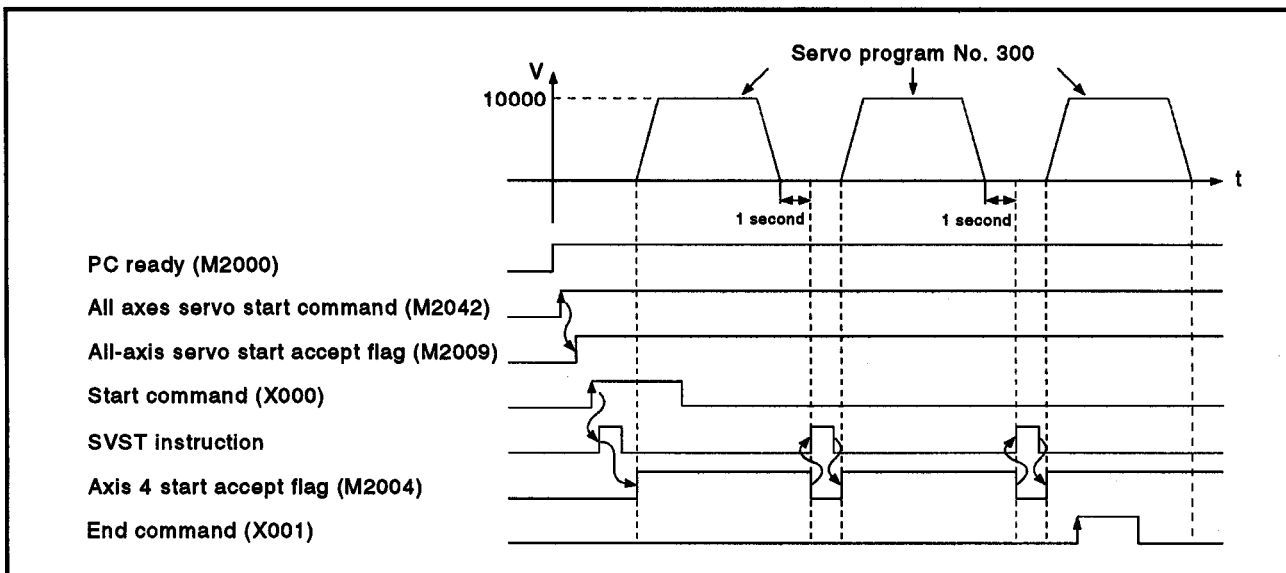 Servo program No. 300
V
10000
t
1 second
1 second
PC ready (M2000)
All axes servo start command (M2042)
All-axis servo start accept flag (M2009)
Start command (X000)
SVST instruction
Axis 4 start accept flag (M2004)
End command (X001)